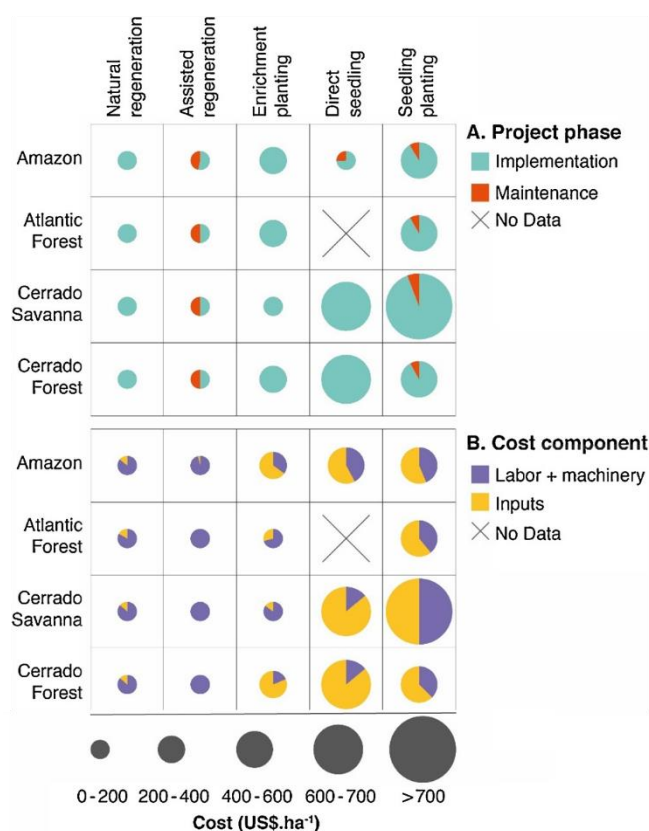 Natural
regeneration
Assisted
regeneration
Enrichment
planting
Direct
seedling
Seedling
planting
A. Project phase
Implementation
Maintenance
No Data
Amazon
Atlantic
Forest
Cerrado
Savanna
Cerrado
Forest
B. Cost component
Labor + machinery
Inputs
No Data
Amazon
Atlantic
Forest
Cerrado
Savanna
Cerrado
Forest
0-200 200-400 400-600 600-700 >700
Cost (US$.ha⁻¹)